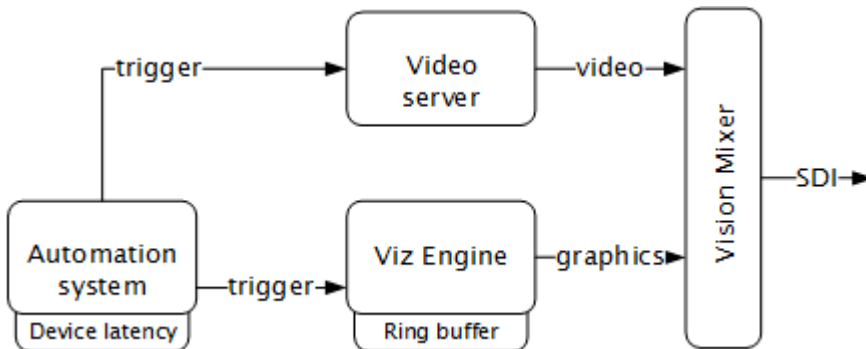 trigger
Video
server
video
Vision Mixer
SDI
Automation
system
Device latency
trigger
Viz Engine
Ring buffer
graphics